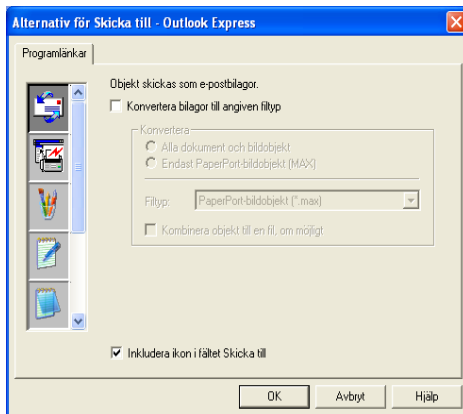 Alternativ för Skicka till - Outlook Express
Programlänkar
Objekt skickas som e-postbilagor.
Konvertera bilagor till angiven filtyp
Konvertera
Alla dokument och bildobjekt
Endast PaperPort-bildobjekt (MAX)
Filtyp: PaperPort-bildobjekt (*.max)
Kombinera objekt till en fil, om möjligt
Inkludera ikon i fältet Skicka till
OK Avbryt Hjälp